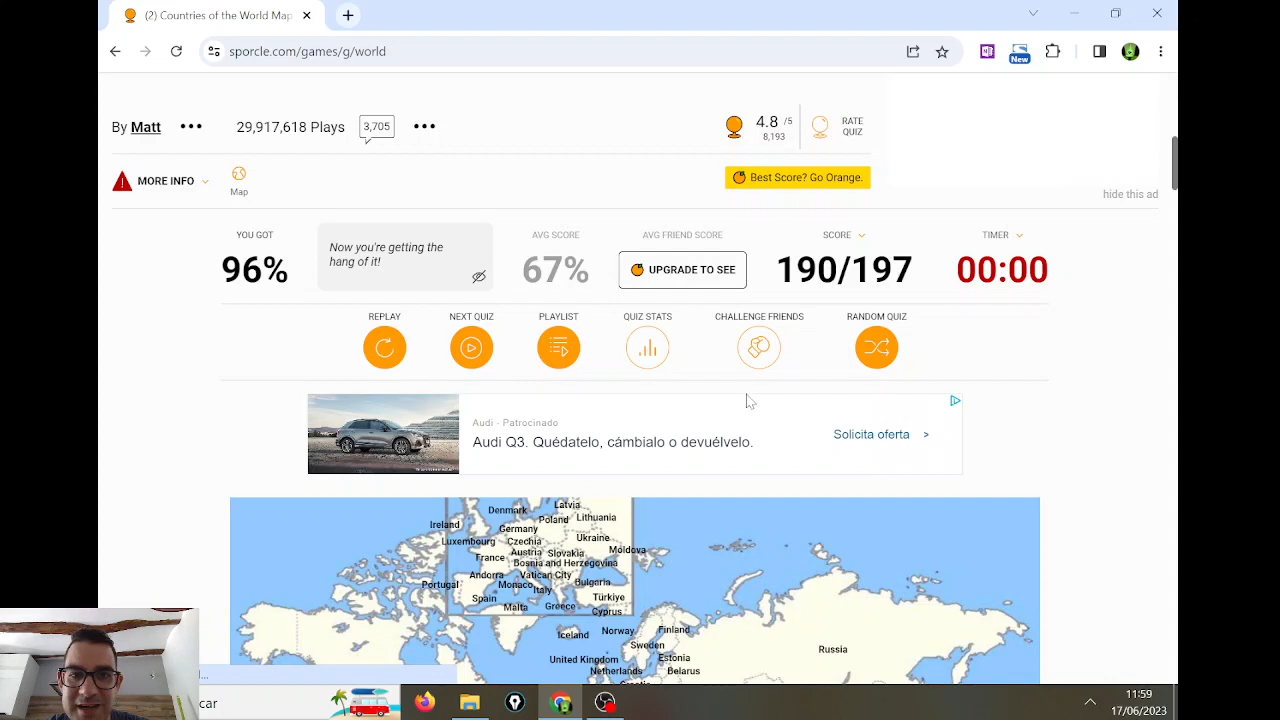 (2) Countries of the World Map
sporcle.com/games/g/world
New
By Matt
29,917,618 Plays
3,705
4.8 /5
8,193
RATE
QUIZ
MORE INFO
Map
Best Score? Go Orange.
hide this ad
YOU GOT
96%
Now you're getting the
hang of it!
AVG SCORE
67%
AVG FRIEND SCORE
UPGRADE TO SEE
SCORE
190/197
TIMER
00:00
REPLAY
NEXT QUIZ
PLAYLIST
QUIZ STATS
CHALLENGE FRIENDS
RANDOM QUIZ
Audi - Patrocinado
Audi Q3. Quédatelo, cámbialo o devuélvelo.
Solicita oferta >
Latvia
Denmark
Poland
Lithuania
Ireland
Germany
Ukraine
Luxembourg
Czechia
Moldova
France
Austria
Slovakia
Bosnia and Herzegovina
Andorra
Vatican City
Portugal
Monaco
Bulgaria
Italy
Spain
Türkiye
Malta
Greece
Cyprus
Iceland
Norway
Finland
Sweden
Russia
United Kingdom
Estonia
Netherlands
Belarus
car
11:59
17/06/2023